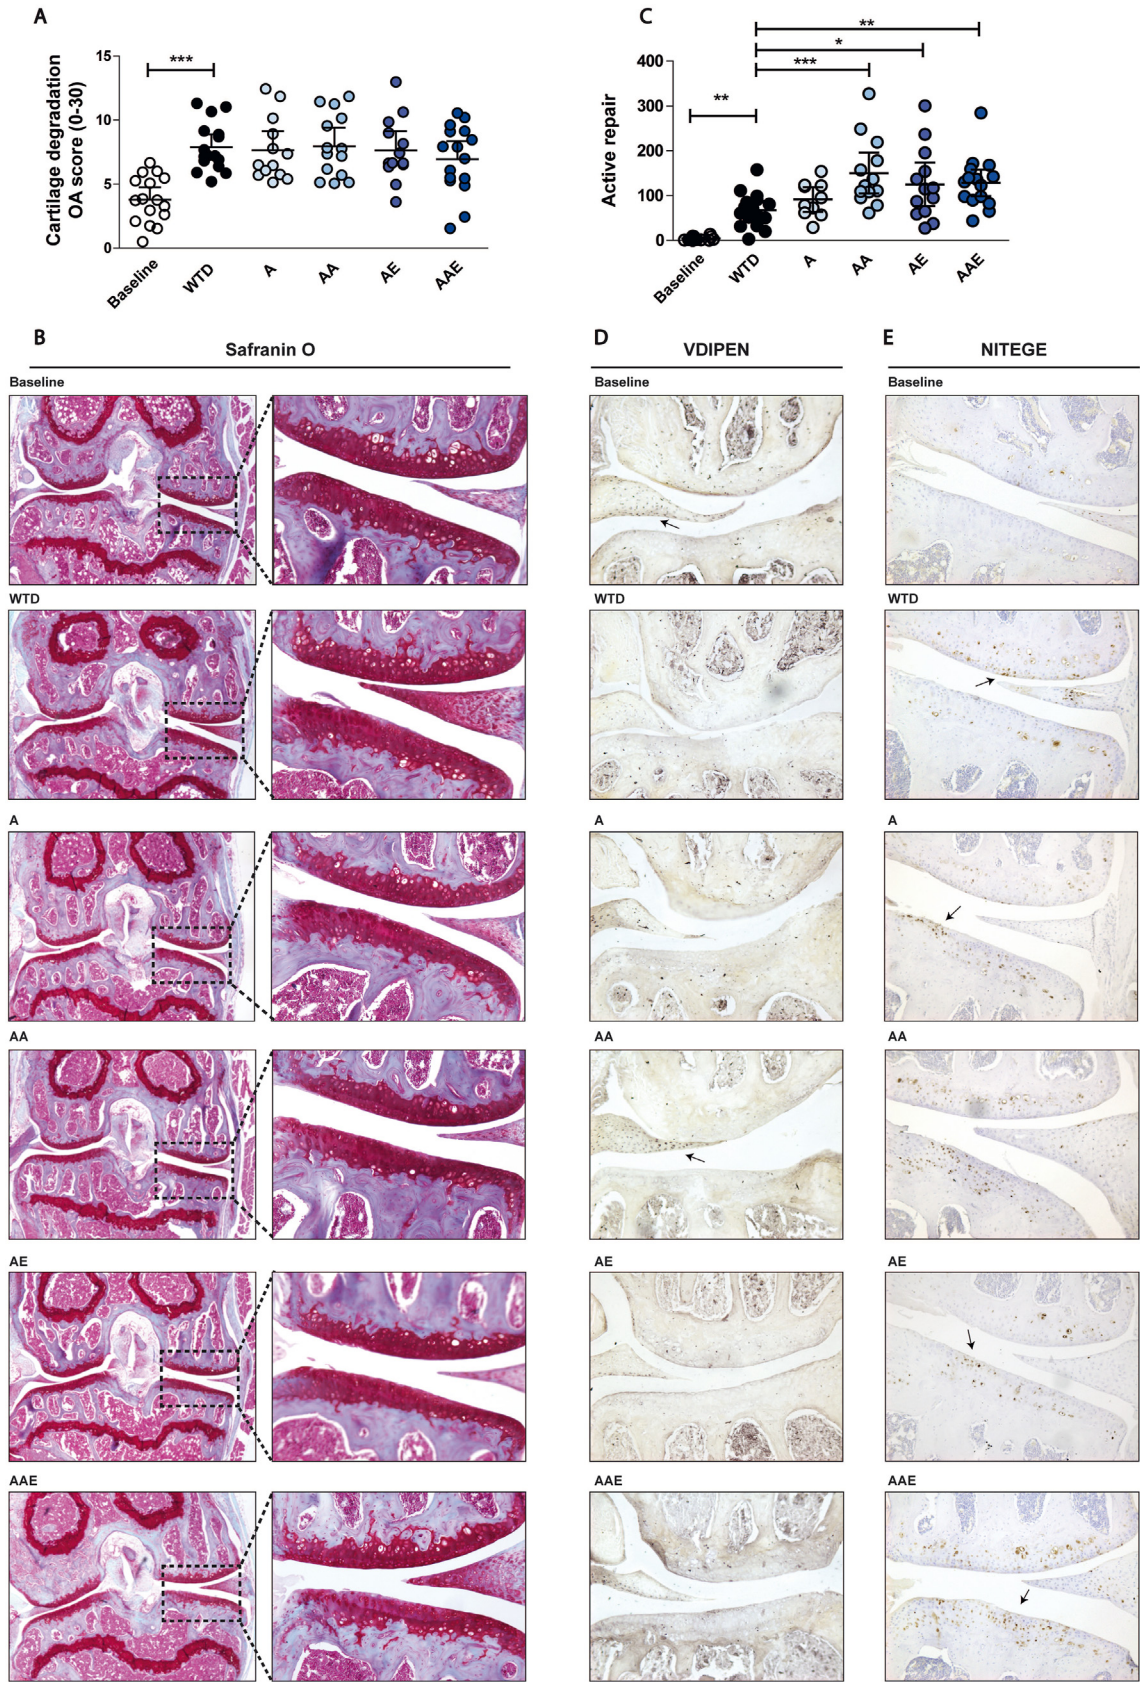 A
Cartilage degradation
OA score (0-30)
15
10
5
0
***
Baseline
WTD
A
AA
AE
AAE
C
Active repair
400
300
200
100
0
**
*
***
**
Baseline
WTD
A
AA
AE
AAE
B
Safranin O
D
VDIPEN
E
NITEGE
Baseline
Baseline
Baseline
WTD
WTD
WTD
A
A
A
AA
AA
AA
AE
AE
AE
AAE
AAE
AAE